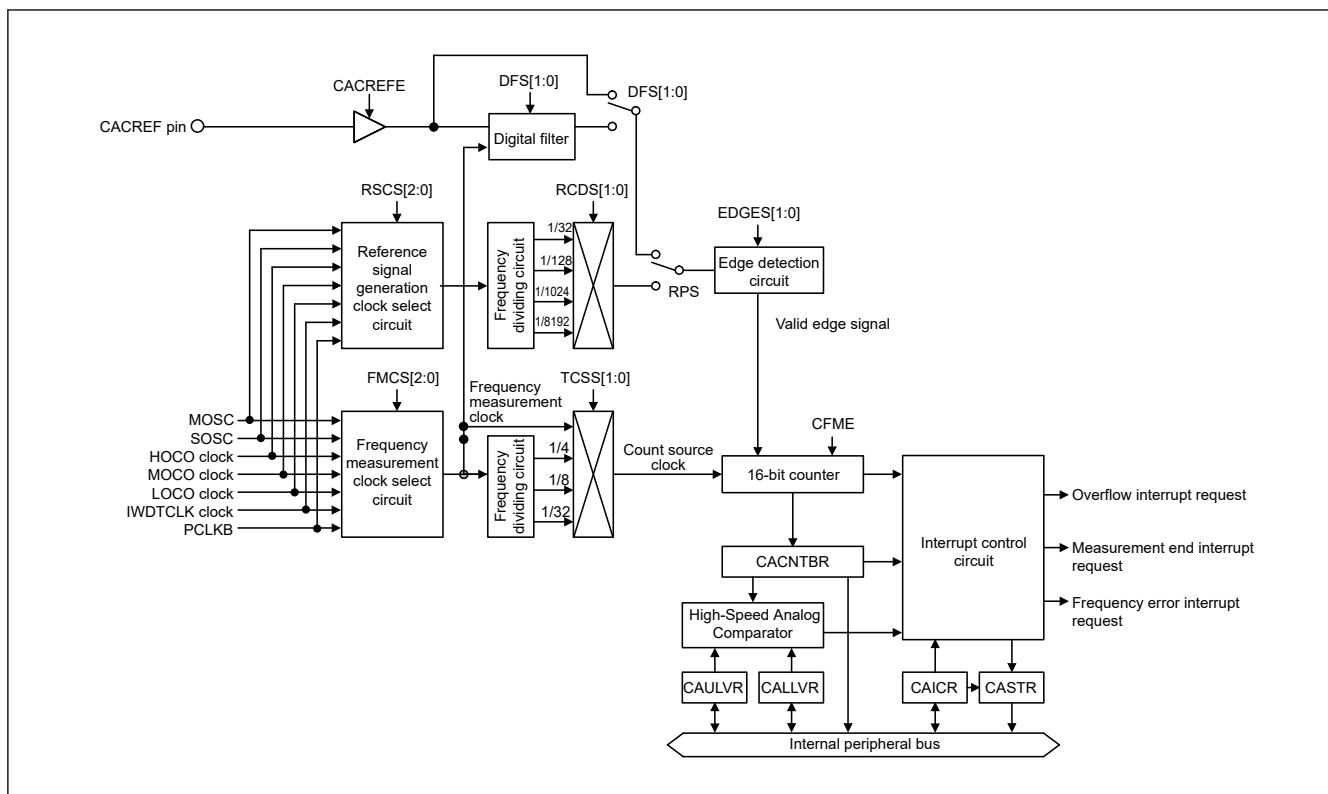 CACREFE
DFS[1:0]
DFS[1:0]
CACREF pin
Digital filter
RSCS[2:0]
RCDS[1:0]
EDGES[1:0]
Reference
signal
generation
clock select
circuit
Frequency
dividing circuit
1/32
1/128
1/1024
1/8192
RPS
Edge detection
circuit
Valid edge signal
FMCS[2:0]
Frequency
measurement
clock
TCSS[1:0]
MOSC
SOSC
HOCO clock
MOCO clock
LOCO clock
IWDTCLK clock
PCLKB
Frequency
measurement
clock select
circuit
Frequency
dividing circuit
1/4
1/8
1/32
Count source
clock
CFME
16-bit counter
Interrupt control
circuit
Overflow interrupt request
Measurement end interrupt
request
Frequency error interrupt
request
CACNTBR
High-Speed Analog
Comparator
CAULVR
CALLVR
CAICR
CASTR
Internal peripheral bus